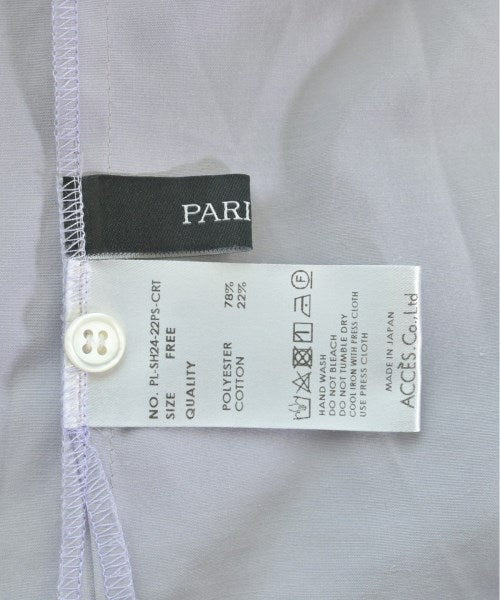 PARI
NO. PL-SH24-22PS-CRT
SIZE FREE
QUALITY
POLYESTER 78%
COTTON 22%
HAND WASH
DO NOT BLEACH
DO NOT TUMBLE DRY
COOL IRON WITH PRESS CLOTH
USE PRESS CLOTH
MADE IN JAPAN
ACCÈS Co.,Ltd